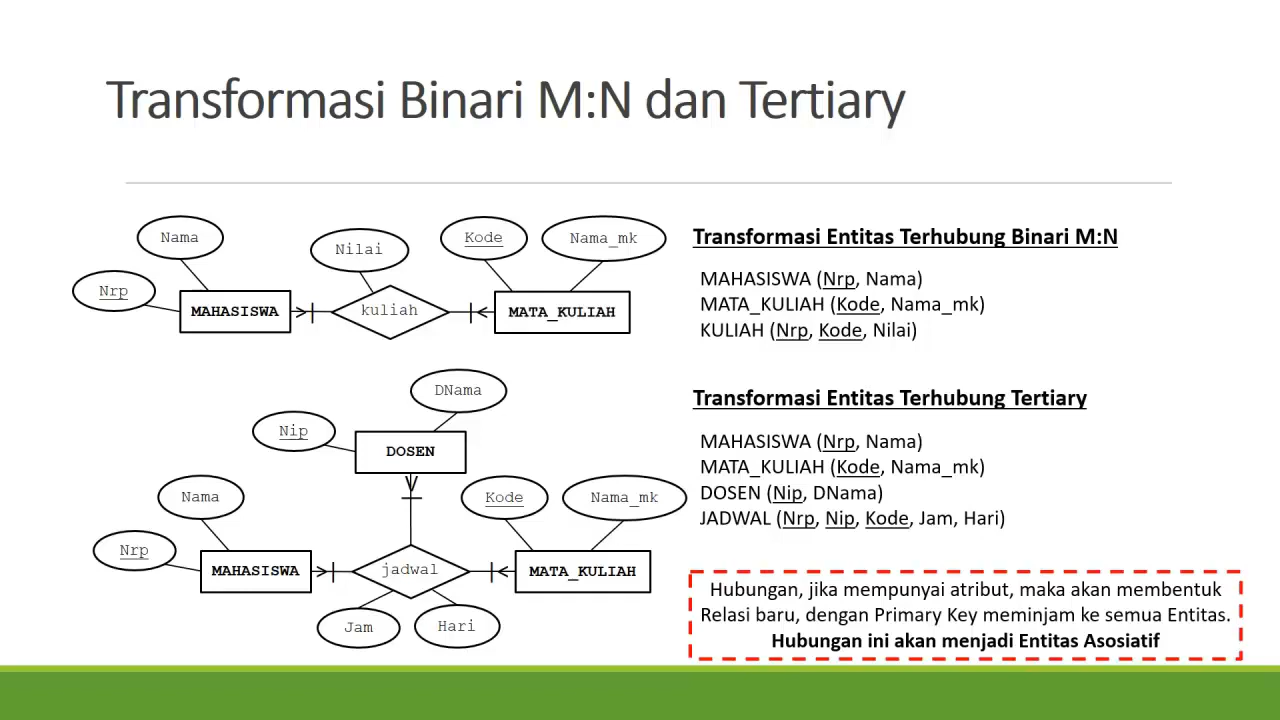 Transformasi Binari M:N dan Tertiary
Nama
Nilai
Kode
Nama_mk
Nrp
MAHASISWA
kuliah
MATA_KULIAH
DNama
Nip
DOSEN
Nama
Kode
Nama_mk
Nrp
MAHASISWA
jadwal
MATA_KULIAH
Jam
Hari
Transformasi Entitas Terhubung Binari M:N
MAHASISWA (Nrp, Nama)
MATA_KULIAH (Kode, Nama_mk)
KULIAH (Nrp, Kode, Nilai)
Transformasi Entitas Terhubung Tertiary
MAHASISWA (Nrp, Nama)
MATA_KULIAH (Kode, Nama_mk)
DOSEN (Nip, DNama)
JADWAL (Nrp, Nip, Kode, Jam, Hari)
Hubungan, jika mempunyai atribut, maka akan membentuk
Relasi baru, dengan Primary Key meminjam ke semua Entitas.
Hubungan ini akan menjadi Entitas Asosiatif